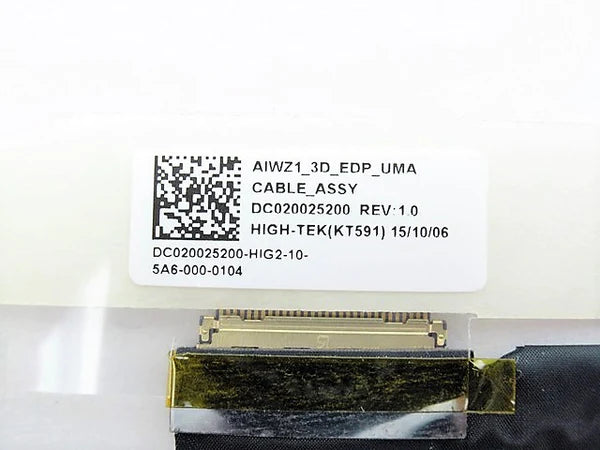 AIWZ1_3D_EDP_UMA
CABLE_ASSY
DC020025200 REV:1.0
HIGH-TEK(KT591) 15/10/06
DC020025200-HIG2-10-
5A6-000-0104